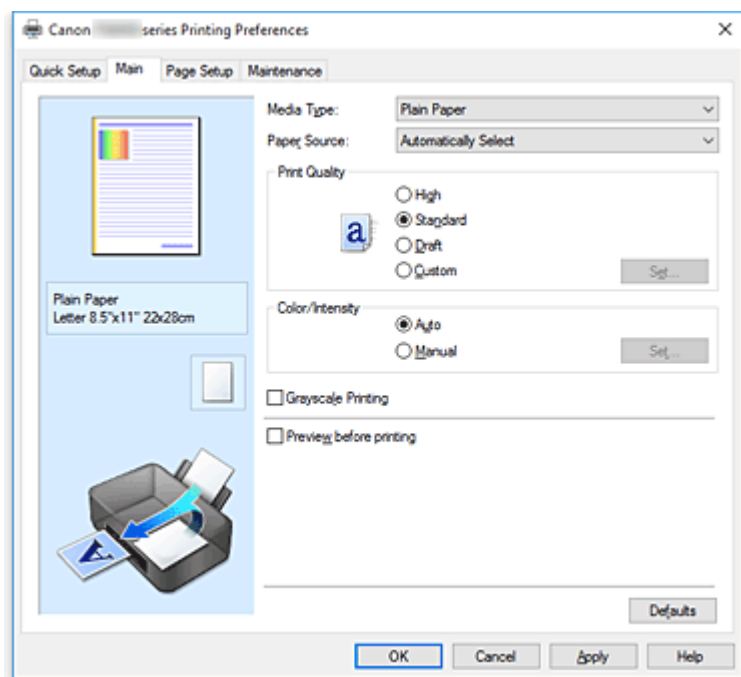 Canon series Printing Preferences
Quick Setup Main Page Setup Maintenance
Media Type: Plain Paper
Paper Source: Automatically Select
Print Quality
High
a
Standard
Draft
Custom Set...
Plain Paper
Letter 8.5"x11" 22x28cm
Color/Intensity
Auto
Manual Set...
Grayscale Printing
Preview before printing
A
Defaults
OK Cancel Apply Help